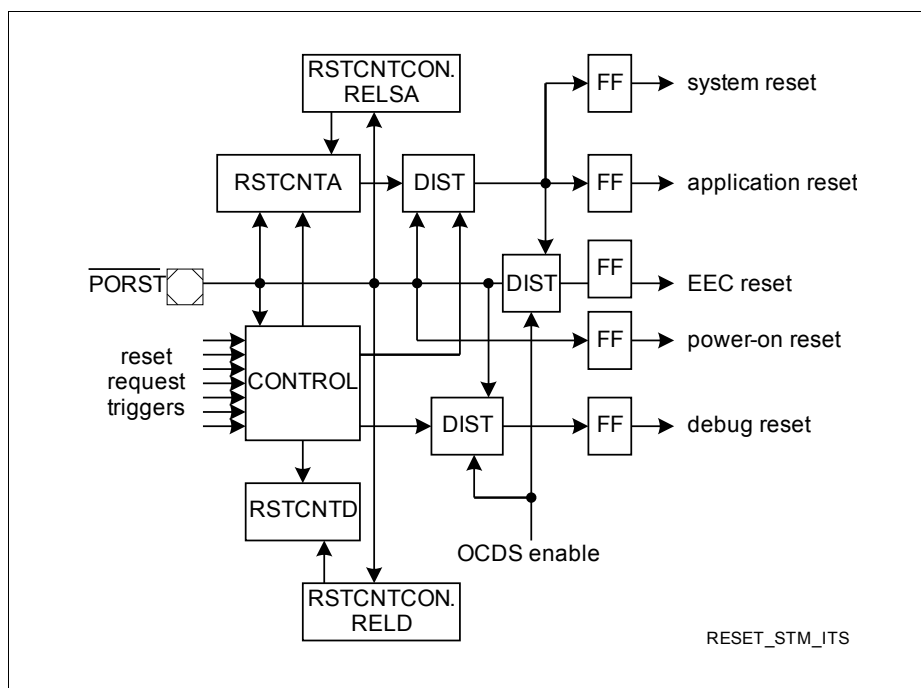 RSTCNTCON.
RELSA
FF
system reset
RSTCNTA
DIST
FF
application reset
PORST
DIST
FF
EEC reset
FF
power-on reset
reset
request
triggers
CONTROL
DIST
FF
debug reset
RSTCNTD
OCDS enable
RSTCNTCON.
RELD
RESET_STM_ITS